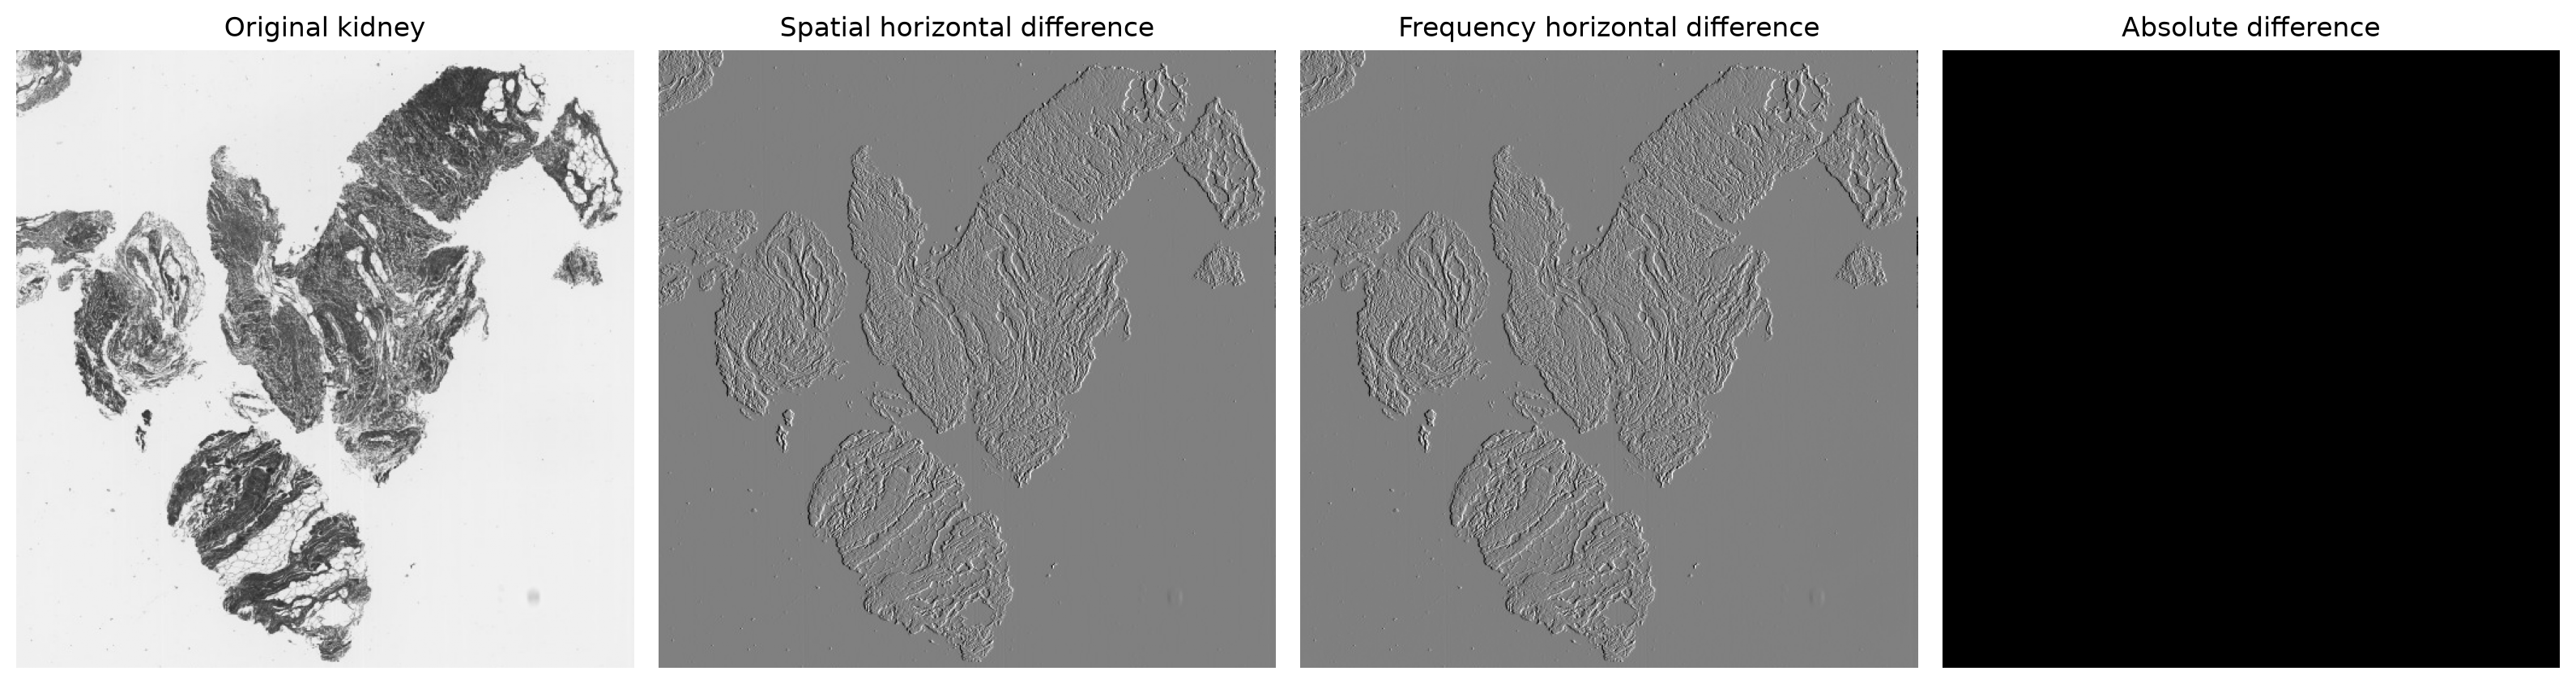 Original kidney
Spatial horizontal difference
Frequency horizontal difference
Absolute difference